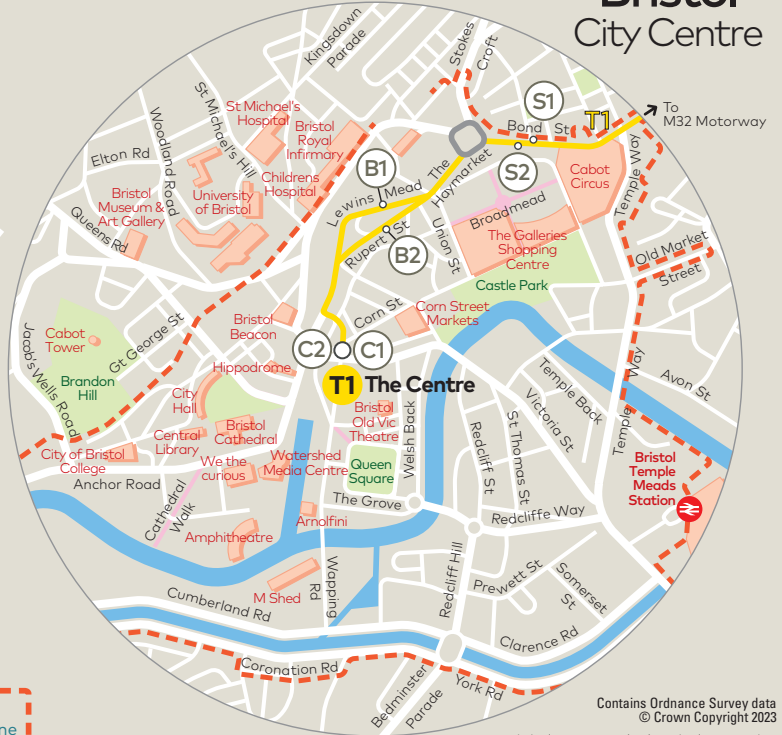 Bristol
City Centre
Kingsdown
Parade
Stokes
Croft
St Michael's Hill
St Michael's
Hospital
Bristol
Royal
Infirmary
Childrens
Hospital
Woodland Road
Elton Rd
University
of Bristol
Bristol
Museum &
Art Gallery
Queens Rd
S1
Bond St
T1
To
M32 Motorway
S2
Cabot
Circus
Temple Way
B1
Lewins Mead
The
Haymarket
Rupert St
B2
Union St
Broadmead
The Galleries
Shopping
Centre
Castle Park
Old Market
Street
Corn St
Corn Street
Markets
Bristol
Beacon
C2
C1
T1 The Centre
Hippodrome
Cabot
Tower
Brandon
Hill
Gt George St
Jacob's Wells Road
City
Hall
Bristol
Cathedral
Central
Library
City of Bristol
College
We the
curious
Watershed
Media Centre
Bristol
Old Vic
Theatre
Queen
Square
Welsh Back
Redcliff St
St Thomas St
Victoria St
Temple Back
Temple Way
Avon St
Bristol
Temple
Meads
Station
Anchor Road
Cathedral
Walk
Amphitheatre
Arnolfini
The Grove
Redcliffe Way
M Shed
Wapping
Rd
Redcliff Hill
Prewett St
Somerset
St
Cumberland Rd
Clarence Rd
Coronation Rd
York Rd
Bedminster
Parade
Contains Ordnance Survey data
© Crown Copyright 2023